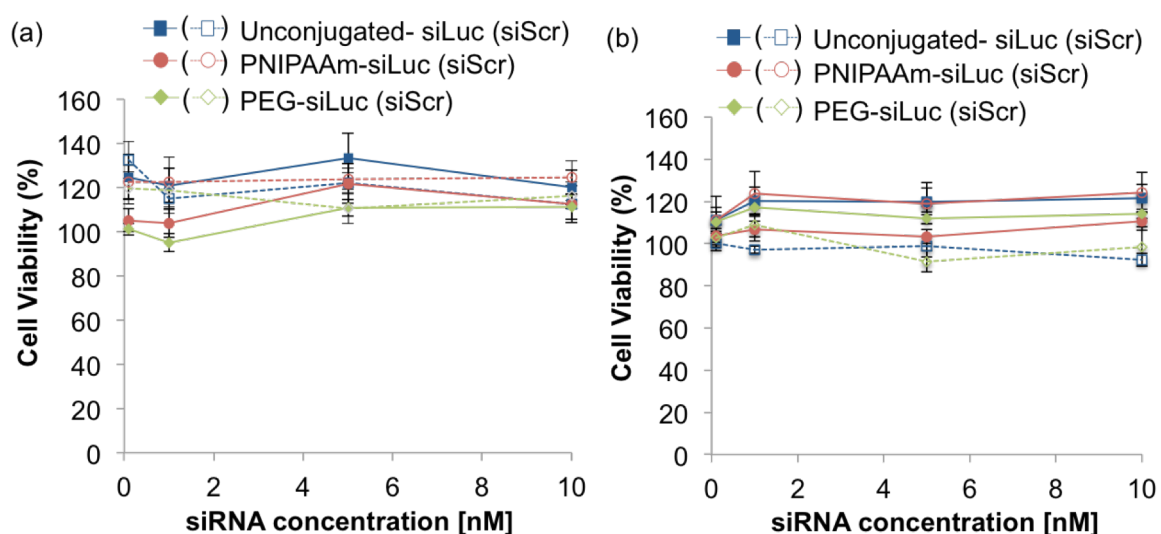 (a)
( ) Unconjugated- siLuc (siScr)
( ) PNIPAAm-siLuc (siScr)
( ) PEG-siLuc (siScr)
Cell Viability (%)
160
140
120
100
80
60
40
20
0
0 2 4 6 8 10
siRNA concentration [nM]
(b)
( ) Unconjugated- siLuc (siScr)
( ) PNIPAAm-siLuc (siScr)
( ) PEG-siLuc (siScr)
Cell Viability (%)
160
140
120
100
80
60
40
20
0
0 2 4 6 8 10
siRNA concentration [nM]